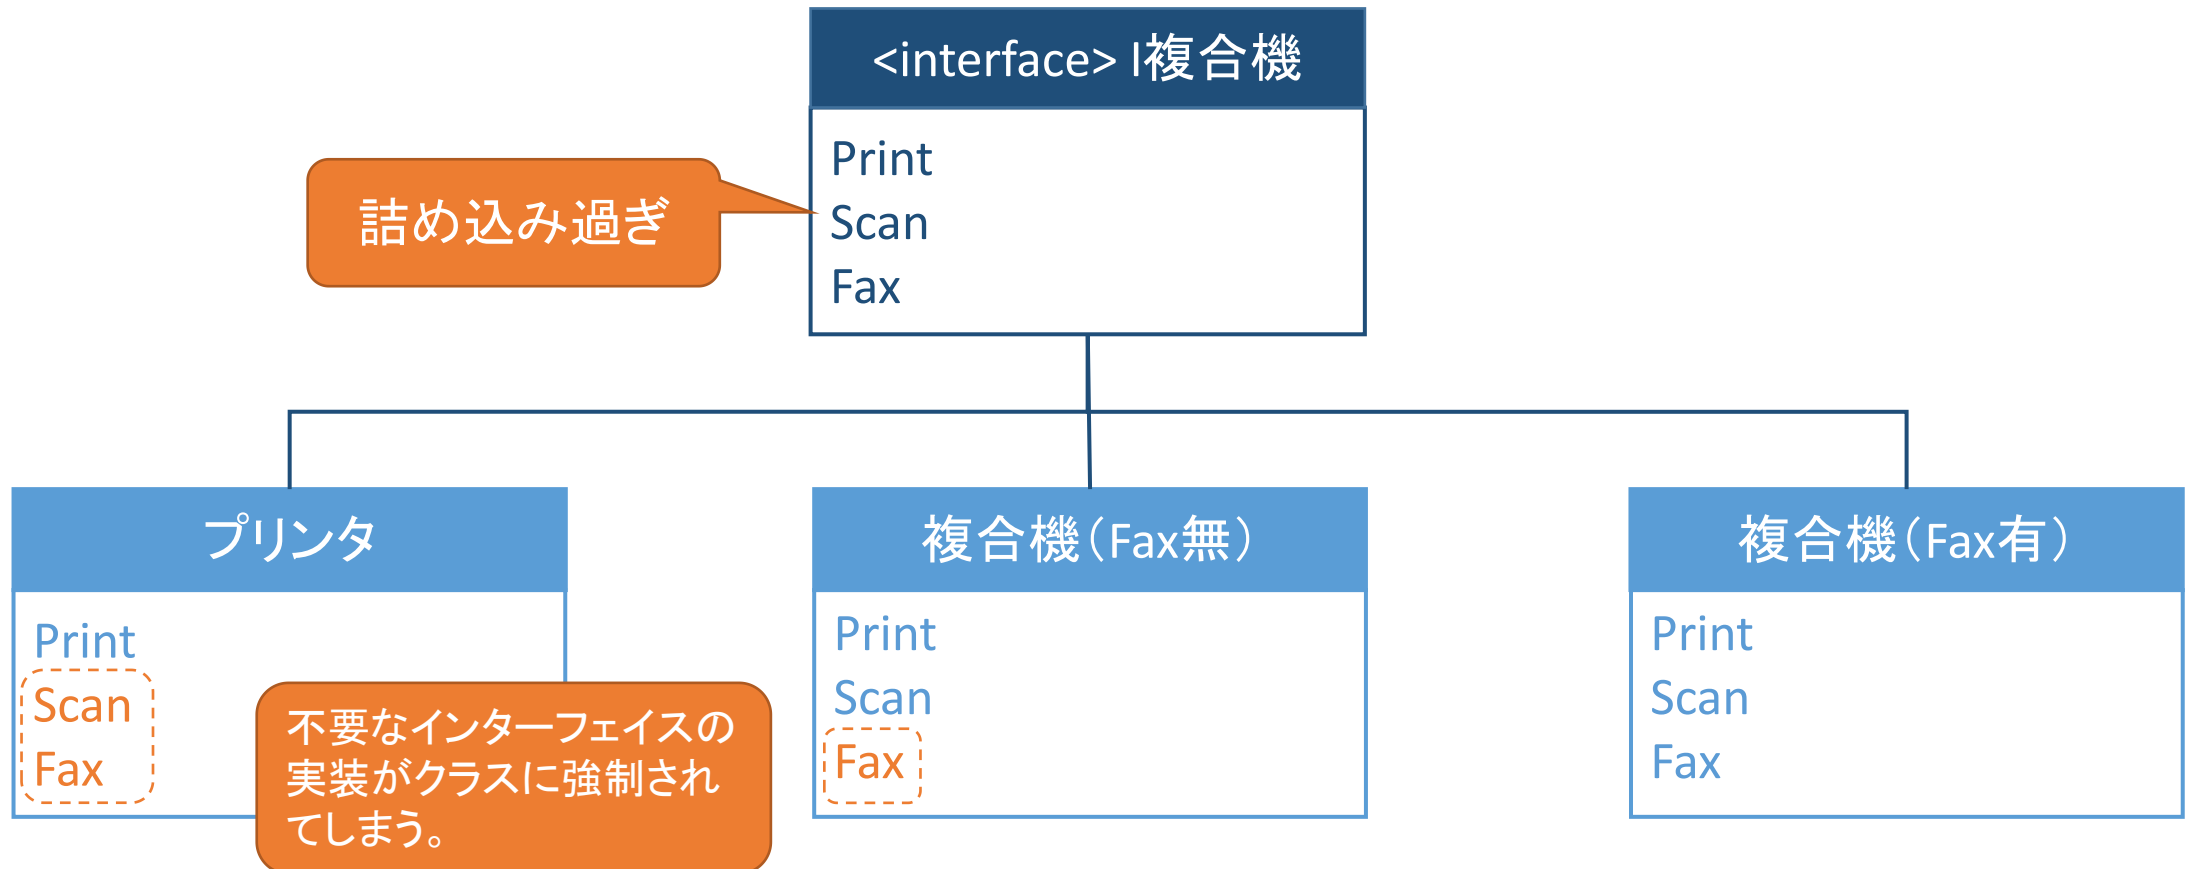 <interface> I複合機
Print
Scan
Fax
詰め込み過ぎ
プリンタ
Print
Scan
Fax
不要なインターフェイスの
実装がクラスに強制され
てしまう。
複合機（Fax無）
Print
Scan
Fax
複合機（Fax有）
Print
Scan
Fax